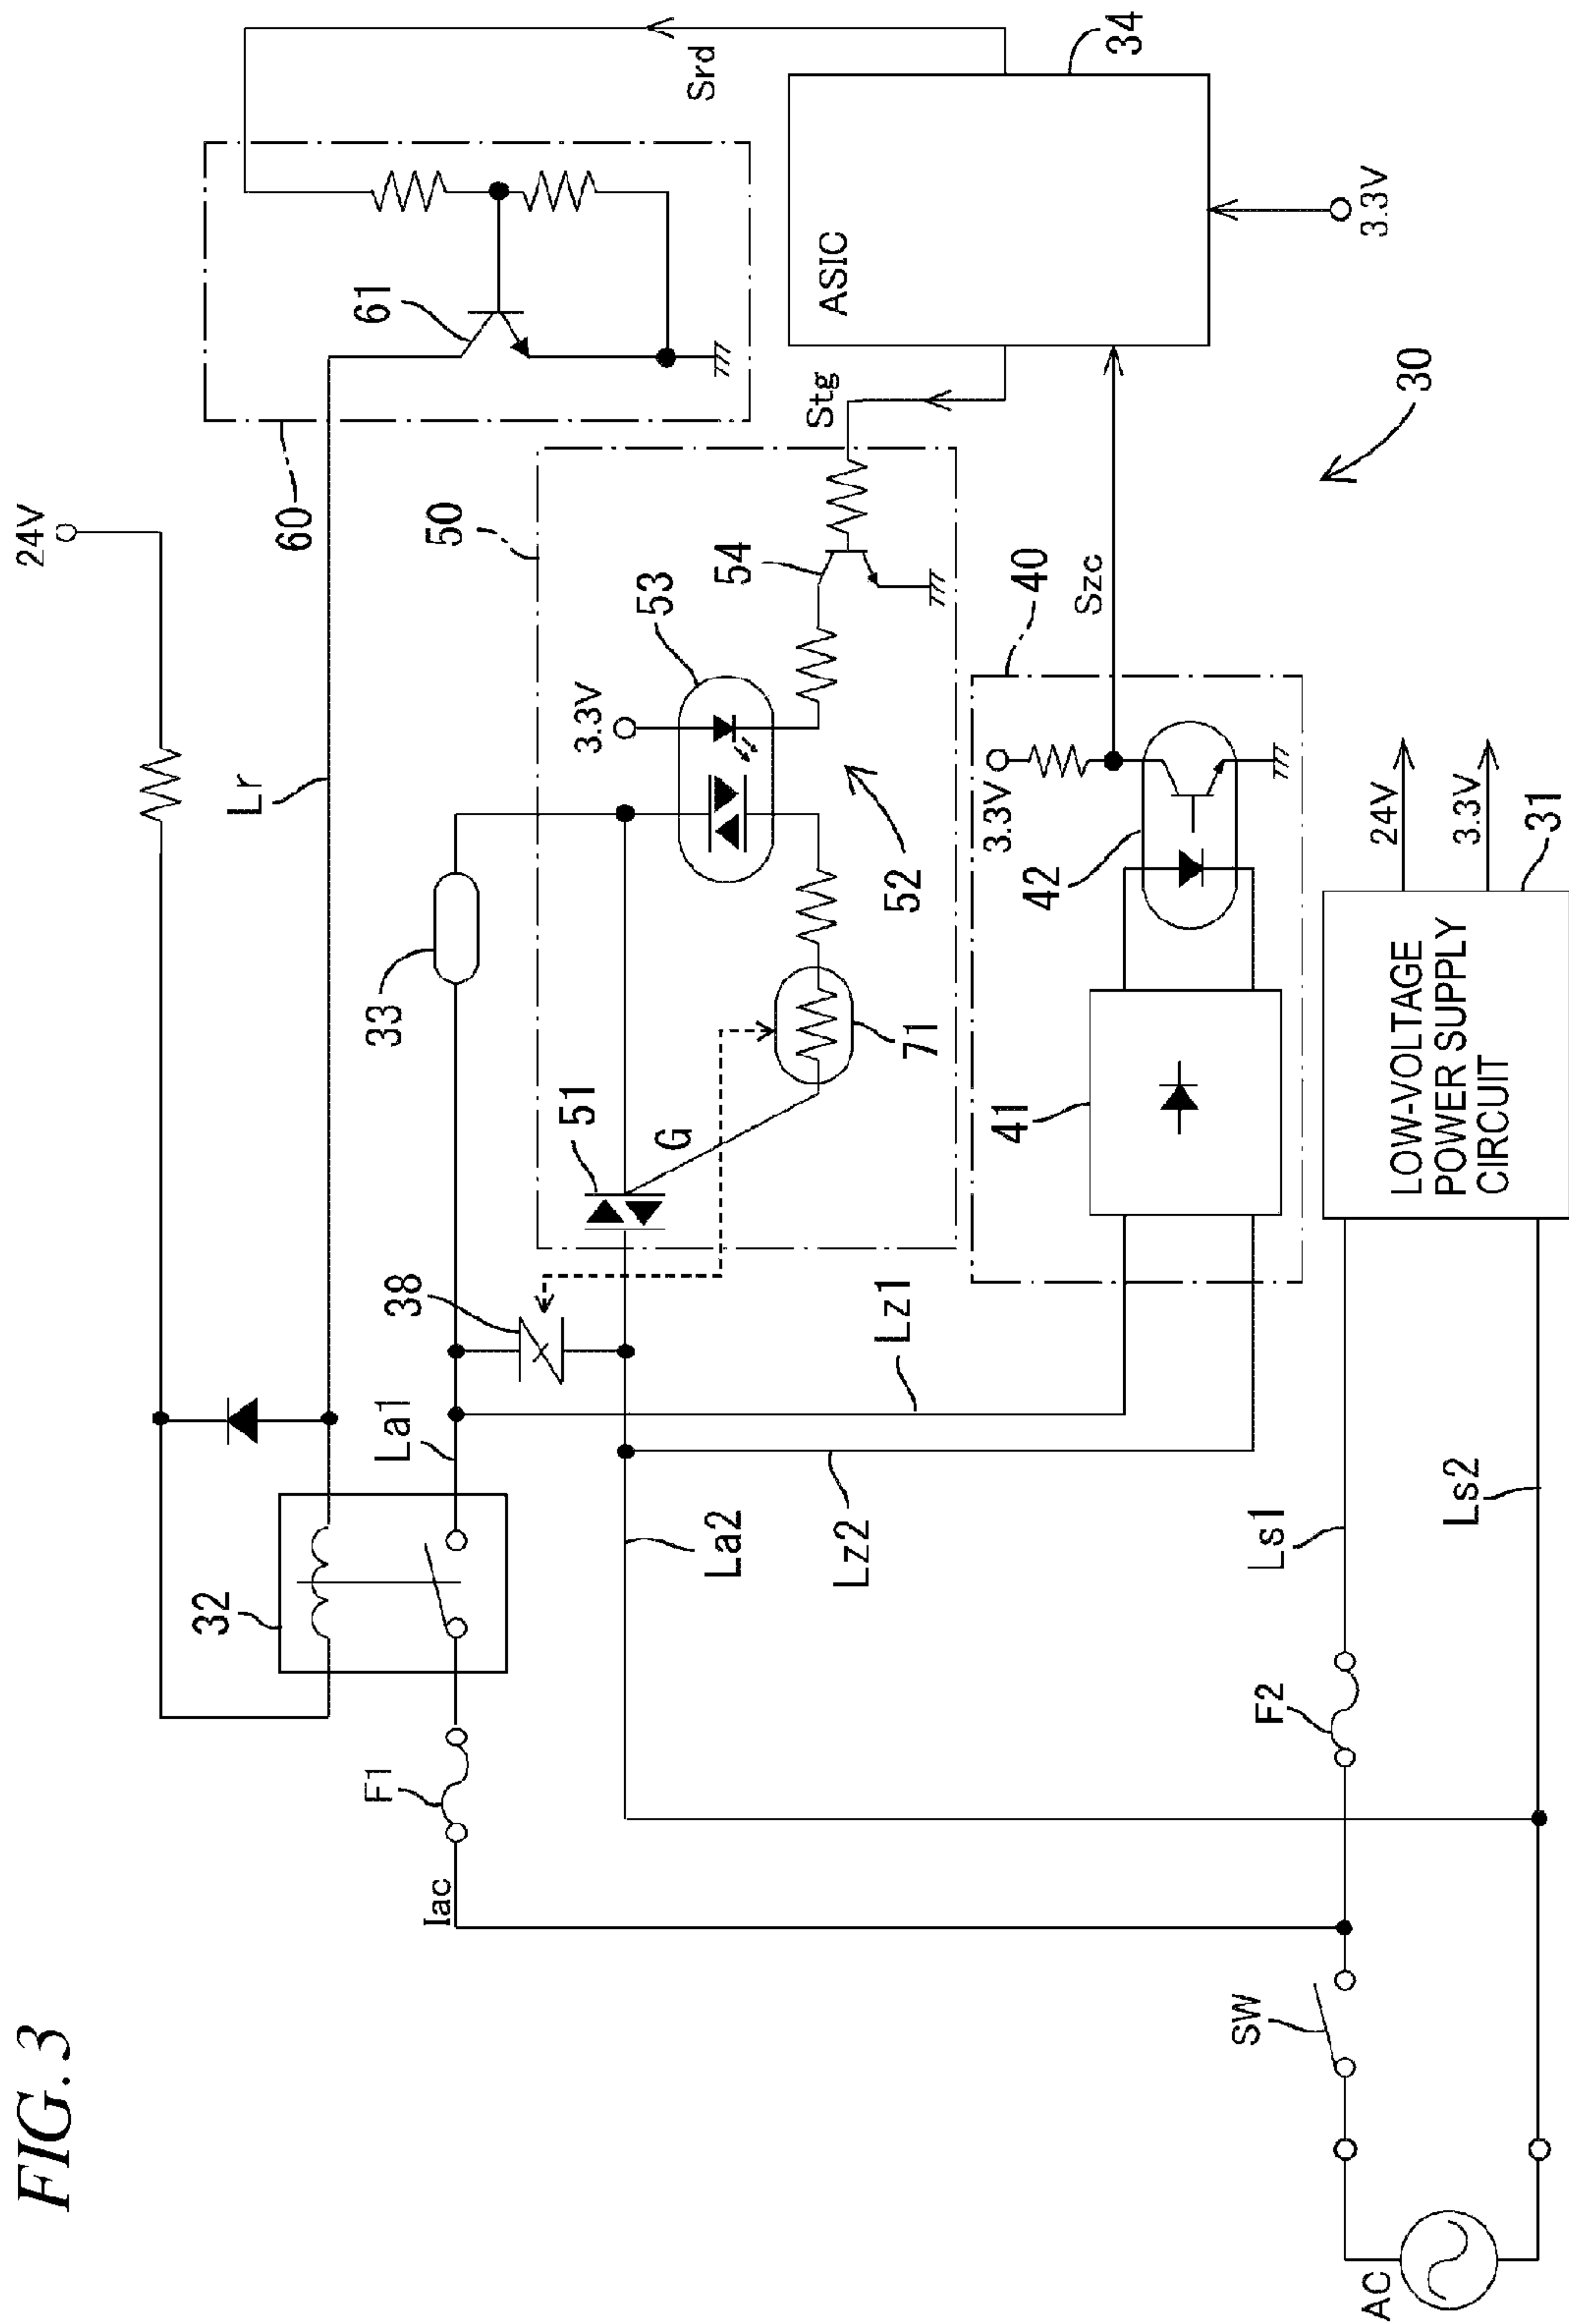 FIG. 3
24V
Lr
32
La1
F1
Iac
33
38
60
61
Srd
34
ASIC
3.3V
Stg
50
51
G
71
53
3.3V
54
52
30
La2
Lz1
Lz2
40
41
42
3.3V
Szc
24V
3.3V
31
LOW-VOLTAGE
POWER SUPPLY
CIRCUIT
Ls1
Ls2
F2
SW
AC